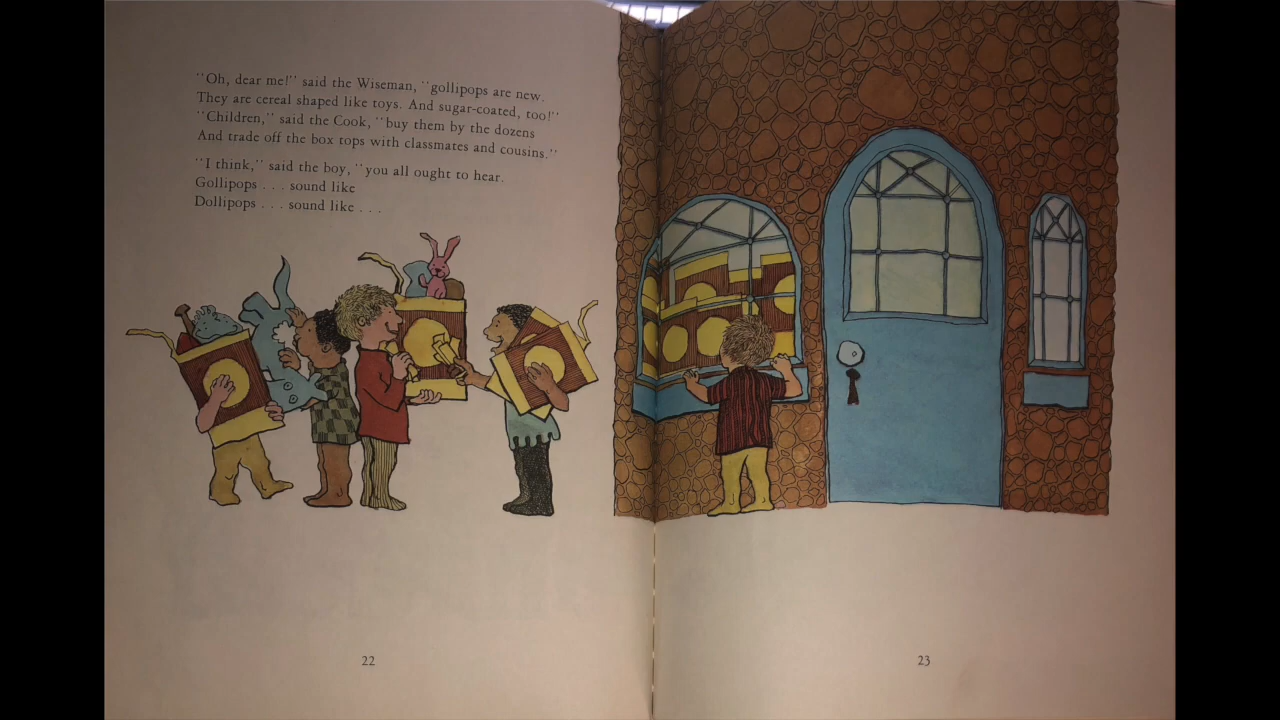 “Oh, dear me!” said the Wiseman, “gollipops are new.
They are cereal shaped like toys. And sugar-coated, too!”
“Children,” said the Cook, “buy them by the dozens
And trade off the box tops with classmates and cousins.”
“I think,” said the boy, “you all ought to hear.
Gollipops . . . sound like
Dollipops . . . sound like . . .
22
23